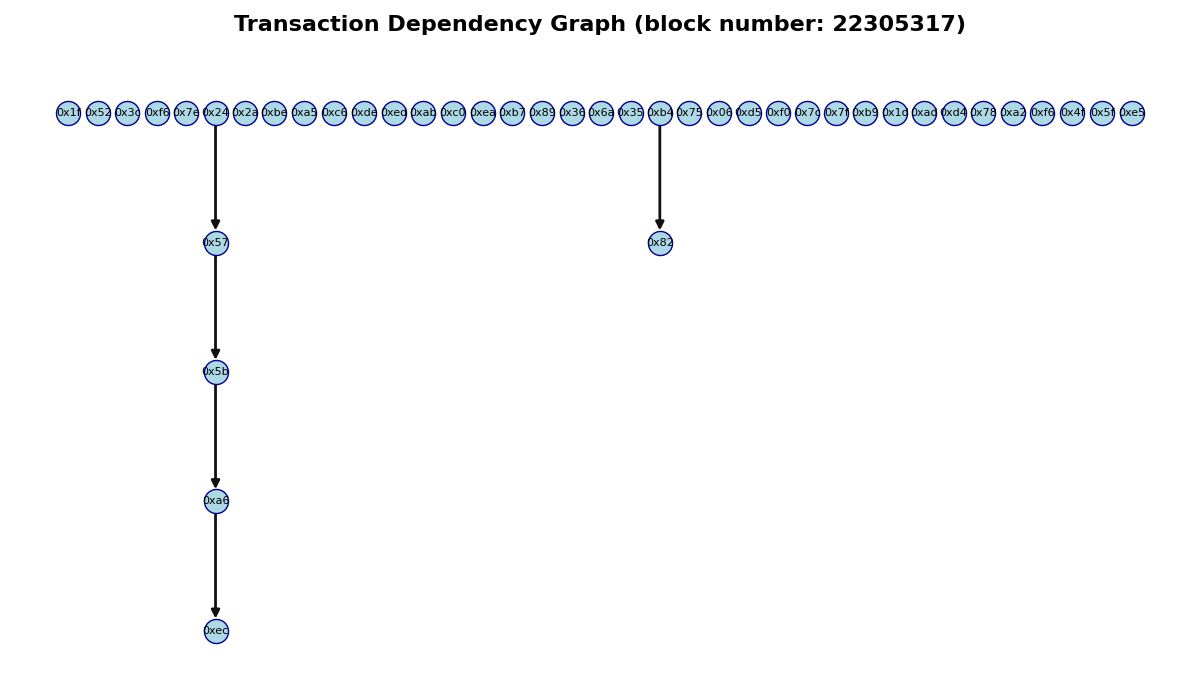 Transaction Dependency Graph (block number: 22305317)
0x1f 0x52 0x3c 0xf6 0x7e 0x24 0x2a 0xbe 0xa5 0xc6 0xde 0xed 0xab 0xc0 0xea 0xb7 0x89 0x36 0x6a 0x35 0xb4 0x75 0x06 0xd5 0xf0 0x7c 0x7f 0xb9 0x1d 0xad 0xd4 0x78 0xa2 0xf6 0x4f 0x5f 0xe5
0x57 0x82
0x5b
0xa6
0xec